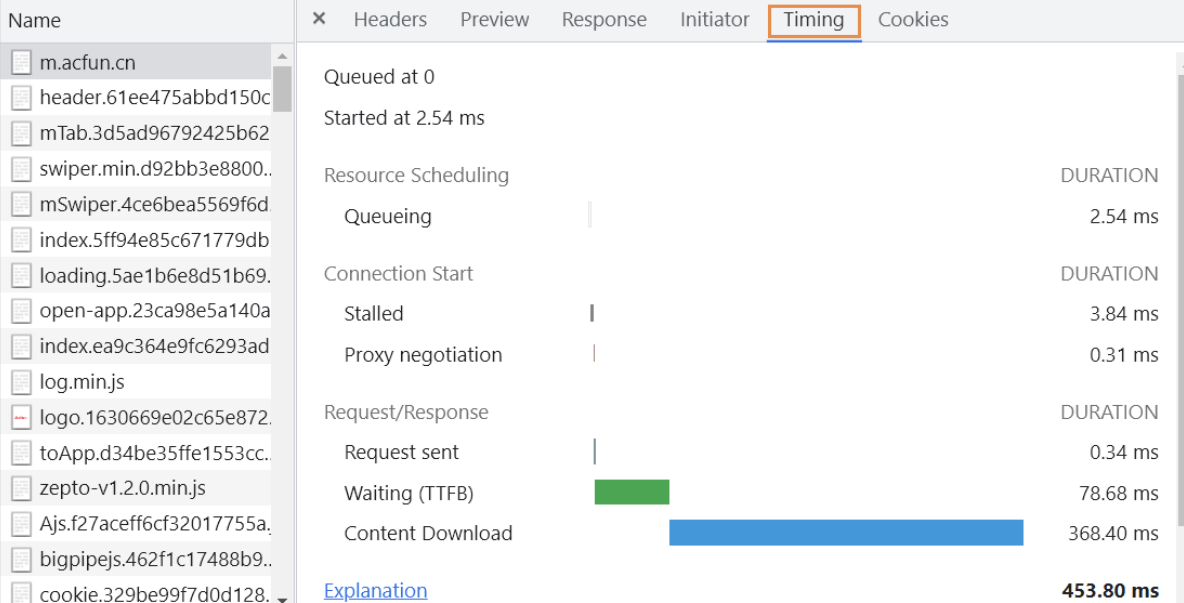 Name
m.acfun.cn
header.61ee475abbd150c
mTab.3d5ad96792425b62
swiper.min.d92bb3e8800..
mSwiper.4ce6bea5569f6d.
index.5ff94e85c671779db
loading.5ae1b6e8d51b69.
open-app.23ca98e5a140a
index.ea9c364e9fc6293ad
log.min.js
logo.1630669e02c65e872.
toApp.d34be35ffe1553cc..
zepto-v1.2.0.min.js
Ajs.f27aceff6cf32017755a.
bigpipejs.462f1c17488b9..
cookie.329be99f7d0d128.
× Headers Preview Response Initiator Timing Cookies
Queued at 0
Started at 2.54 ms
Resource Scheduling DURATION
Queueing 2.54 ms
Connection Start DURATION
Stalled 3.84 ms
Proxy negotiation 0.31 ms
Request/Response DURATION
Request sent 0.34 ms
Waiting (TTFB) 78.68 ms
Content Download 368.40 ms
Explanation 453.80 ms